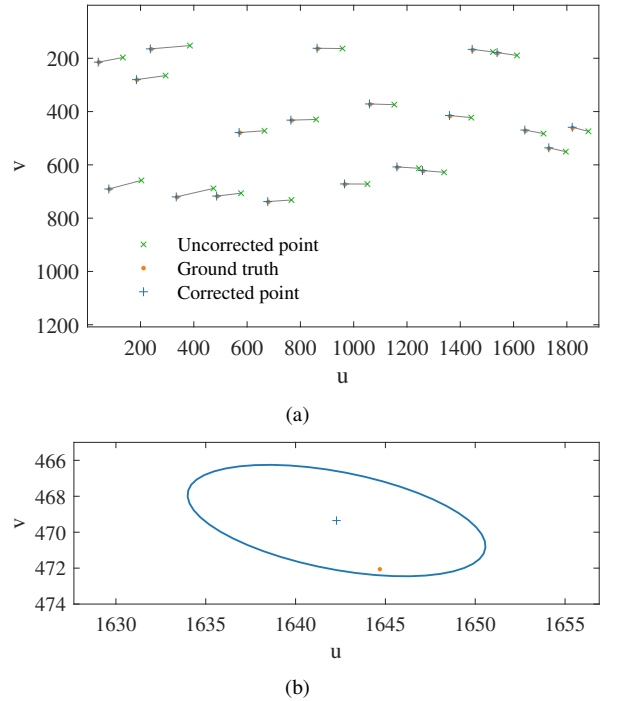 200
400
600
800
1000
1200
v
200 400 600 800 1000 1200 1400 1600 1800
u
Uncorrected point
Ground truth
Corrected point
(a)
466
468
470
472
474
v
1630 1635 1640 1645 1650 1655
u
(b)